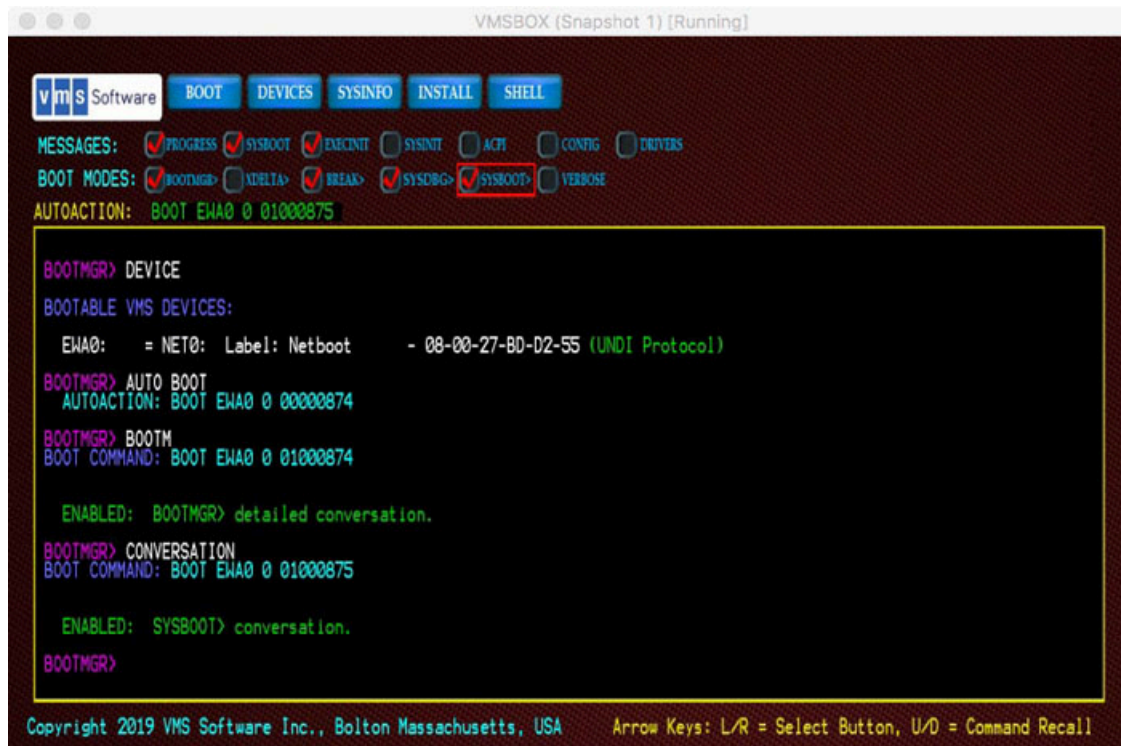 VMSBOX (Snapshot 1) [Running]
vms Software BOOT DEVICES SYSINFO INSTALL SHELL
MESSAGES: PROGRESS SYSBOOT EXECINIT SYSINIT ACPI CONFIG DRIVERS
BOOT MODES: BOOTMGR> XDELTA> BREAK> SYSDBG> SYSBOOT> VERBOSE
AUTOACTION: BOOT EWA0 0 01000875
BOOTMGR> DEVICE
BOOTABLE VMS DEVICES:
EWA0: = NET0: Label: Netboot - 08-00-27-BD-D2-55 (UNDI Protocol)
BOOTMGR> AUTO BOOT
AUTOACTION: BOOT EWA0 0 00000874
BOOTMGR> BOOTM
BOOT COMMAND: BOOT EWA0 0 01000874
ENABLED: BOOTMGR> detailed conversation.
BOOTMGR> CONVERSATION
BOOT COMMAND: BOOT EWA0 0 01000875
ENABLED: SYSBOOT> conversation.
BOOTMGR>
Copyright 2019 VMS Software Inc., Bolton Massachusetts, USA Arrow Keys: L/R = Select Button, U/D = Command Recall